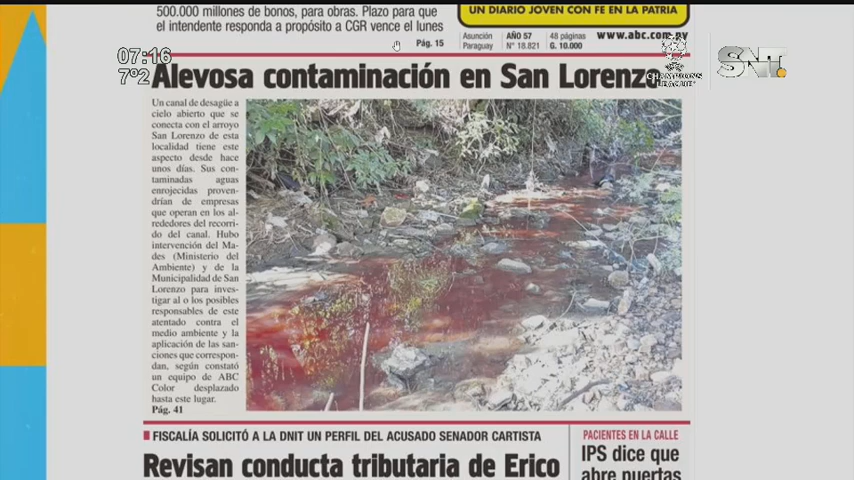 500.000 millones de bonos, para obras. Plazo para que
el intendente responda a propósito a CGR vence el lunes
Pág. 15
UN DIARIO JOVEN CON FE EN LA PATRIA
Asunción
Paraguay
AÑO 57
N° 18.821
48 páginas
G. 10.000
www.abc.com.py
07:16
7º2
CHAMPIONS
LEAGUE
SNT.
Alevosa contaminación en San Lorenzo
Un canal de desagüe a
cielo abierto que se
conecta con el arroyo
San Lorenzo de esta
localidad tiene este
aspecto desde hace
unos días. Sus con-
taminadas aguas
enrojecidas proven-
drían de empresas
que operan en los al-
rededores del recorri-
do del canal. Hubo
intervención del Ma-
des (Ministerio del
Ambiente) y de la
Municipalidad de San
Lorenzo para inves-
tigar al o los posibles
responsables de este
atentado contra el
medio ambiente y la
aplicación de las san-
ciones que correspon-
dan, según constató
un equipo de ABC
Color desplazado
hasta este lugar.
Pág. 41
FISCALÍA SOLICITÓ A LA DNIT UN PERFIL DEL ACUSADO SENADOR CARTISTA
Revisan conducta tributaria de Erico
PACIENTES EN LA CALLE
IPS dice que
abre puertas